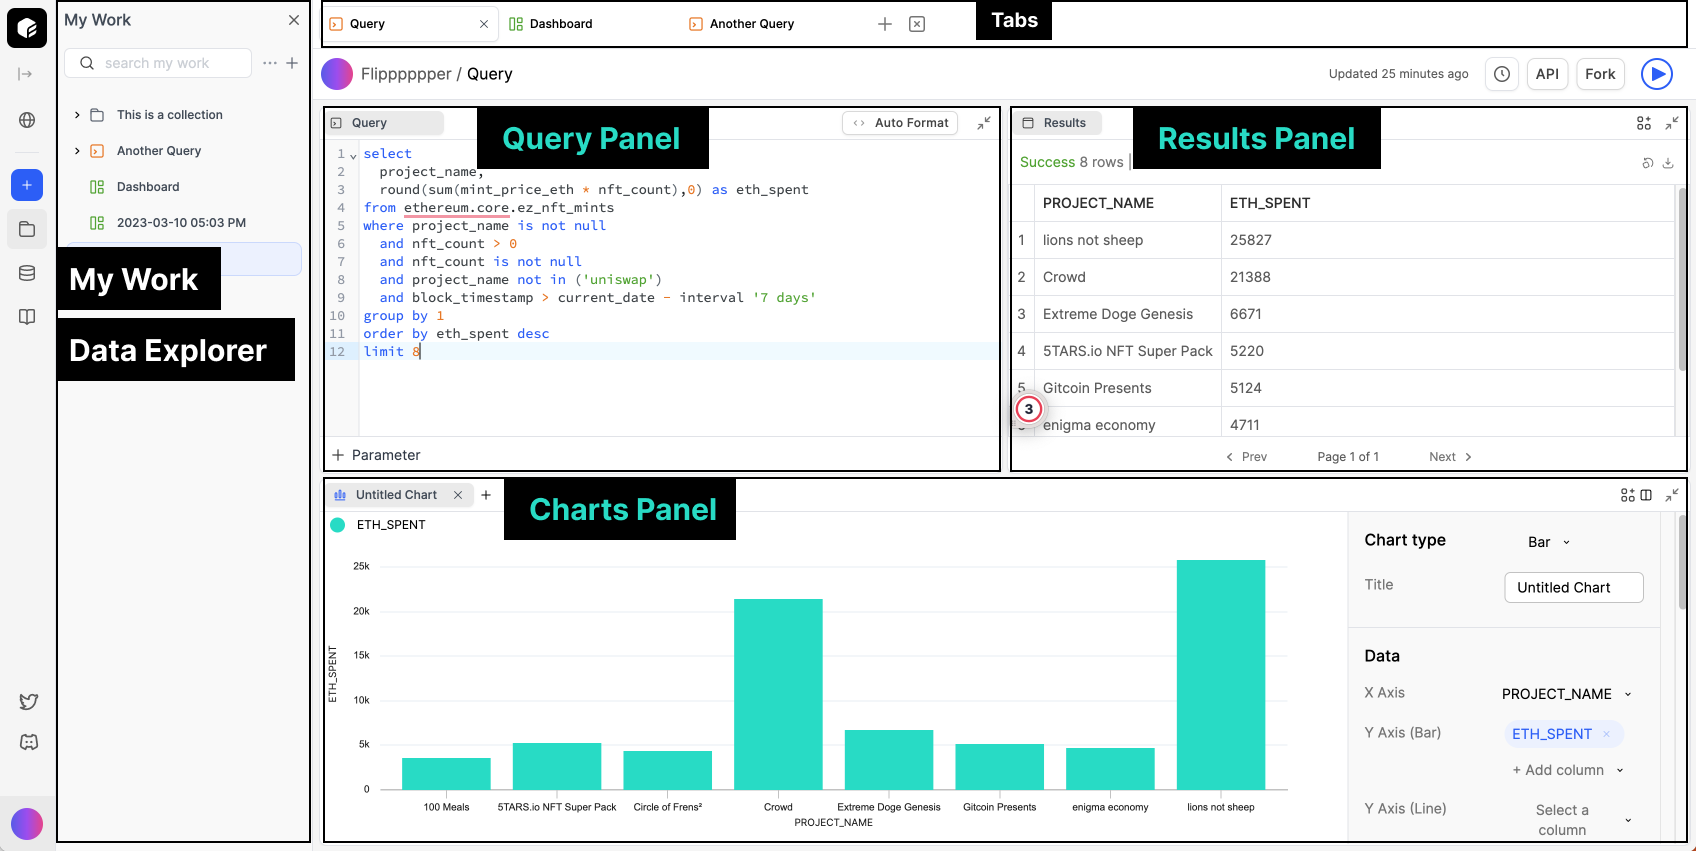 My Work
search my work
This is a collection
Another Query
Dashboard
2023-03-10 05:03 PM
My Work
Data Explorer
Query
Dashboard
Another Query
Tabs
Flipppppper / Query
Updated 25 minutes ago
API
Fork
Query
Query Panel
Auto Format
1 select
2 project_name,
3 round(sum(mint_price_eth * nft_count),0) as eth_spent
4 from ethereum.core.ez_nft_mints
5 where project_name is not null
6 and nft_count > 0
7 and nft_count is not null
8 and project_name not in ('uniswap')
9 and block_timestamp > current_date - interval '7 days'
10 group by 1
11 order by eth_spent desc
12 limit 8
+ Parameter
Results
Results Panel
Success 8 rows |
PROJECT_NAME ETH_SPENT
1 lions not sheep 25827
2 Crowd 21388
3 Extreme Doge Genesis 6671
4 5TARS.io NFT Super Pack 5220
5 Gitcoin Presents 5124
3
enigma economy 4711
Prev Page 1 of 1 Next
Untitled Chart
Charts Panel
ETH_SPENT
25k
20k
15k
10k
5k
0
ETH_SPENT
100 Meals 5TARS.io NFT Super Pack Circle of Frens² Crowd Extreme Doge Genesis Gitcoin Presents enigma economy lions not sheep
PROJECT_NAME
Chart type Bar
Title Untitled Chart
Data
X Axis PROJECT_NAME
Y Axis (Bar) ETH_SPENT ×
+ Add column
Y Axis (Line) Select a
column